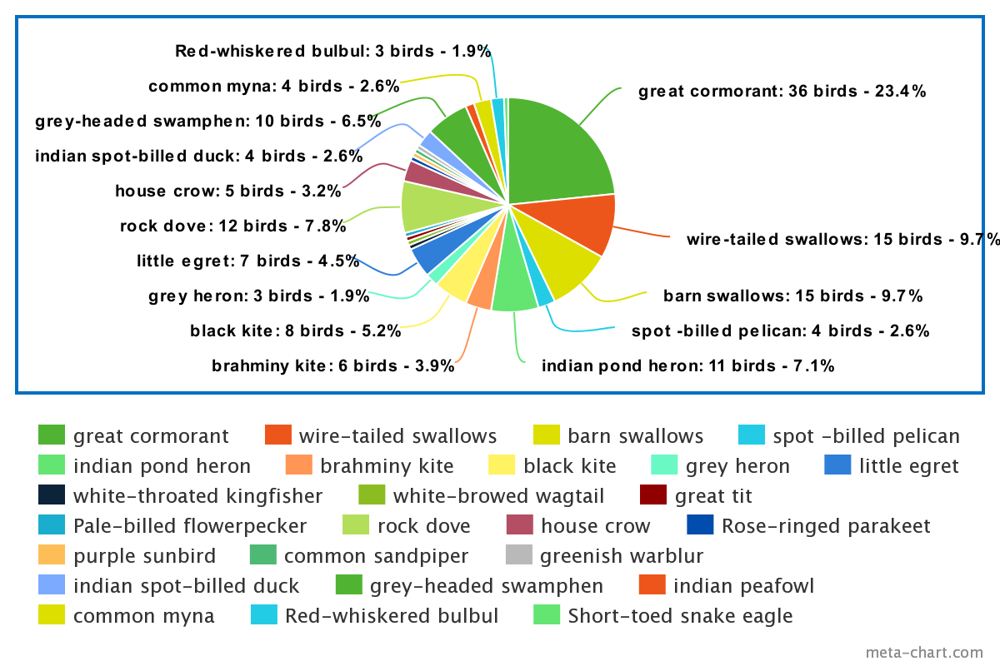 Red-whiskered bulbul: 3 birds - 1.9%
common myna: 4 birds - 2.6%
great cormorant: 36 birds - 23.4%
grey-headed swamphen: 10 birds - 6.5%
indian spot-billed duck: 4 birds - 2.6%
house crow: 5 birds - 3.2%
rock dove: 12 birds - 7.8%
wire-tailed swallows: 15 birds - 9.7%
little egret: 7 birds - 4.5%
grey heron: 3 birds - 1.9%
barn swallows: 15 birds - 9.7%
black kite: 8 birds - 5.2%
spot -billed pelican: 4 birds - 2.6%
brahminy kite: 6 birds - 3.9%
indian pond heron: 11 birds - 7.1%
great cormorant wire-tailed swallows barn swallows spot -billed pelican
indian pond heron brahminy kite black kite grey heron little egret
white-throated kingfisher white-browed wagtail great tit
Pale-billed flowerpecker rock dove house crow Rose-ringed parakeet
purple sunbird common sandpiper greenish warblur
indian spot-billed duck grey-headed swamphen indian peafowl
common myna Red-whiskered bulbul Short-toed snake eagle
meta-chart.com